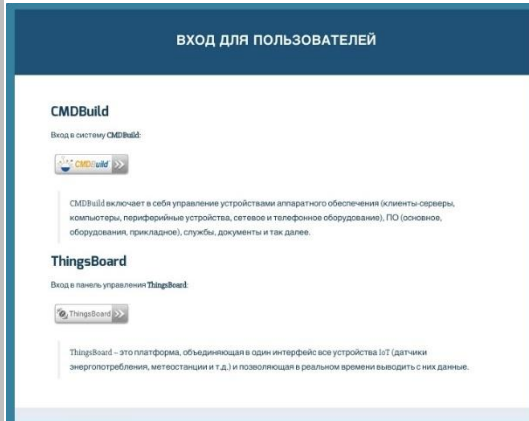 ВХОД ДЛЯ ПОЛЬЗОВАТЕЛЕЙ
CMDBuild
Вход в систему CMDBuild:
CMDBuild >>
CMDBuild включает в себя управление устройствами аппаратного обеспечения (клиенты-серверы,
компьютеры, периферийные устройства, сетевое и телефонное оборудование), ПО (основное,
оборудования, прикладное), службы, документы и так далее.
ThingsBoard
Вход в панель управления ThingsBoard:
ThingsBoard >>
ThingsBoard – это платформа, объединяющая в один интерфейс все устройства IoT (датчики
энергопотребления, метеостанции и т.д.) и позволяющая в реальном времени выводить с них данные.